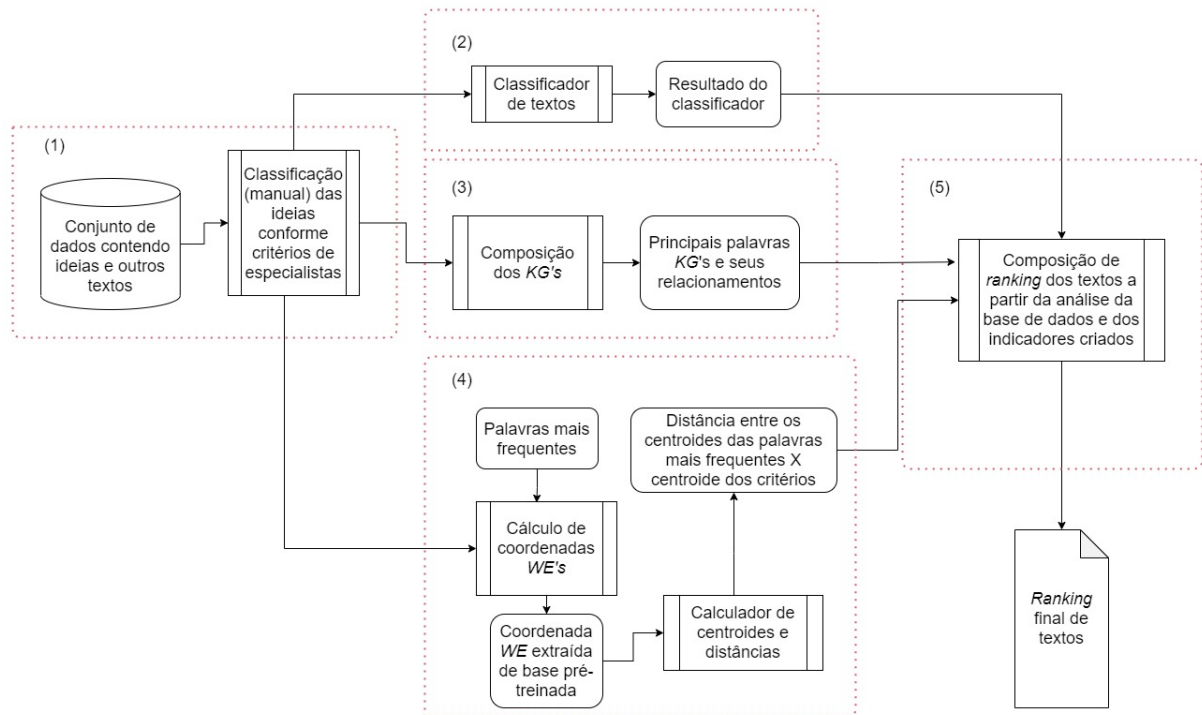 (1)
Conjunto de
dados contendo
ideias e outros
textos
Classificação
(manual) das
ideias
conforme
critérios de
especialistas
(2)
Classificador
de textos
Resultado do
classificador
(3)
Composição
dos KG's
Principais palavras
KG's e seus
relacionamentos
(4)
Palavras mais
frequentes
Cálculo de
coordenadas
WE's
Coordenada
WE extraída
de base pré-
treinada
Calculador de
centroides e
distâncias
Distância entre os
centroides das palavras
mais frequentes X
centroide dos critérios
(5)
Composição de
ranking dos textos a
partir da análise da
base de dados e dos
indicadores criados
Ranking
final de
textos